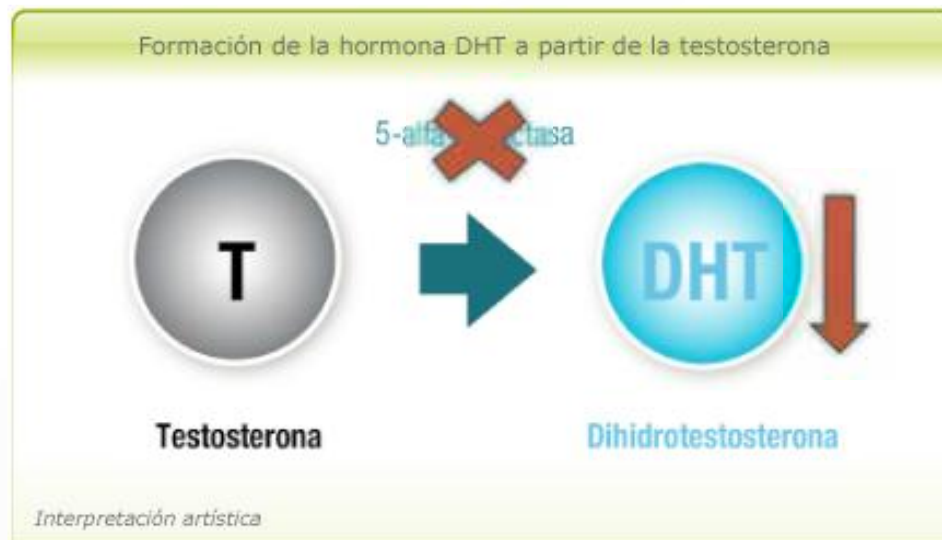 Formación de la hormona DHT a partir de la testosterona
5-alfa
T
DHT
Testosterona
Dihidrotestosterona
Interpretación artística